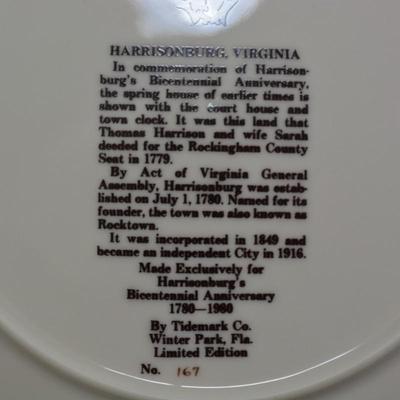 HARRISONBURG, VIRGINIA
In commemoration of Harrison-
burg's Bicentennial Anniversary,
the spring house of earlier times is
shown with the court house and
town clock. It was this land that
Thomas Harrison and wife Sarah
deeded for the Rockingham County
Seat in 1779.
By Act of Virginia General
Assembly, Harrisonburg was estab-
lished on July 1, 1780. Named for its
founder, the town was also known as
Rocktown.
It was incorporated in 1849 and
became an independent City in 1916.
Made Exclusively for
Harrisonburg's
Bicentennial Anniversary
1780—1980
By Tidemark Co.
Winter Park, Fla.
Limited Edition
No. 167